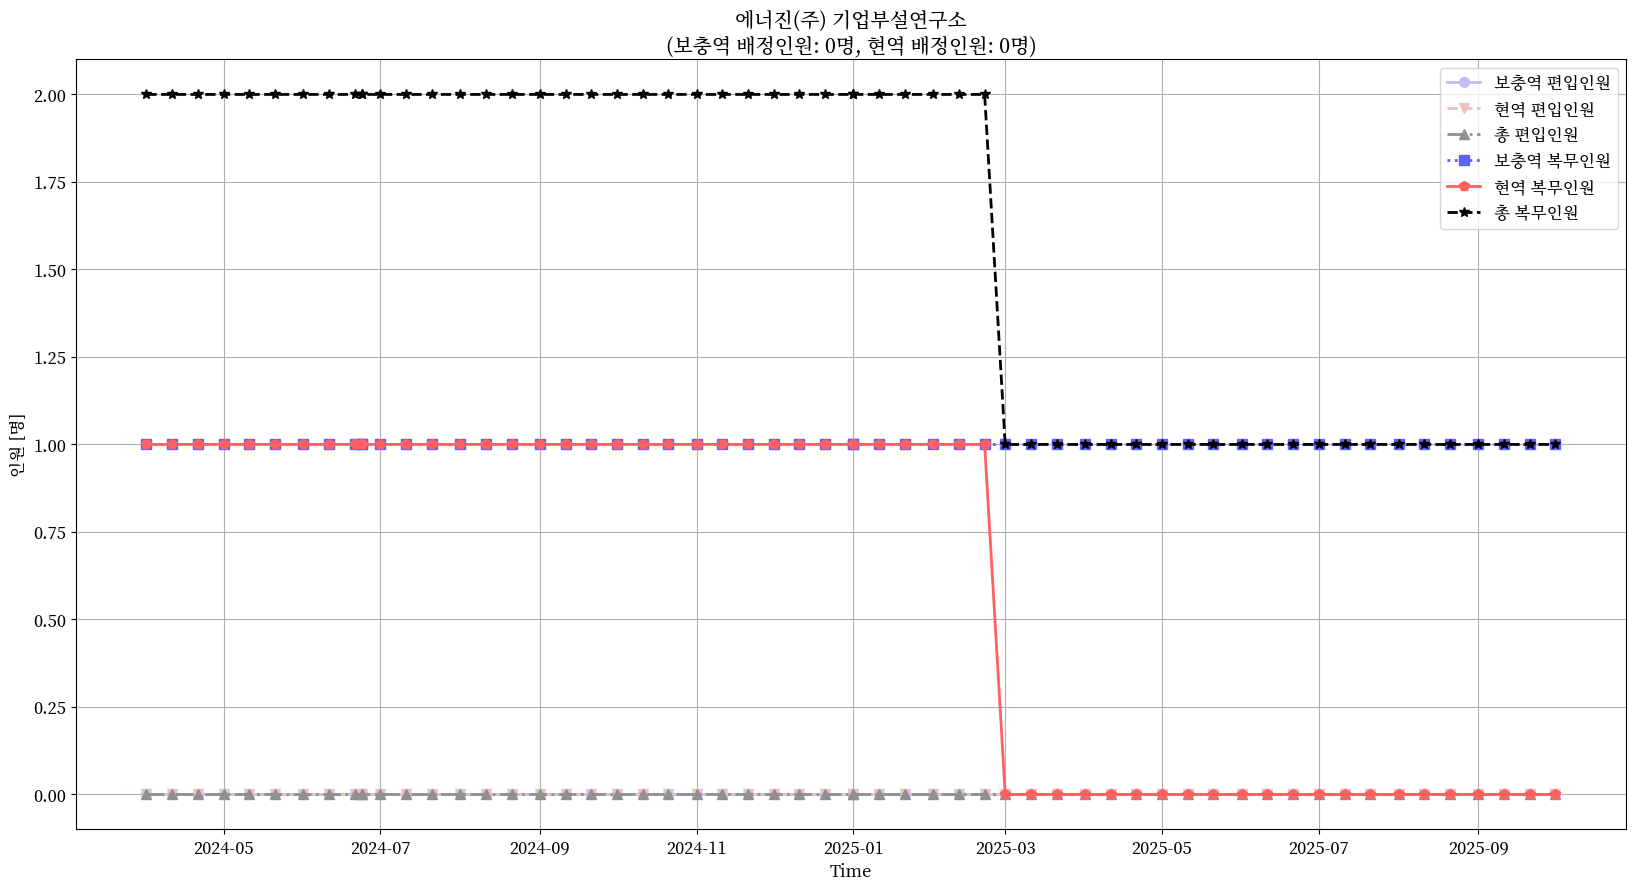 에너진(주) 기업부설연구소
(보충역 배정인원: 0명, 현역 배정인원: 0명)
보충역 편입인원
현역 편입인원
총 편입인원
보충역 복무인원
현역 복무인원
총 복무인원
인원 [명]
2.00
1.75
1.50
1.25
1.00
0.75
0.50
0.25
0.00
2024-05 2024-07 2024-09 2024-11 2025-01 2025-03 2025-05 2025-07 2025-09
Time